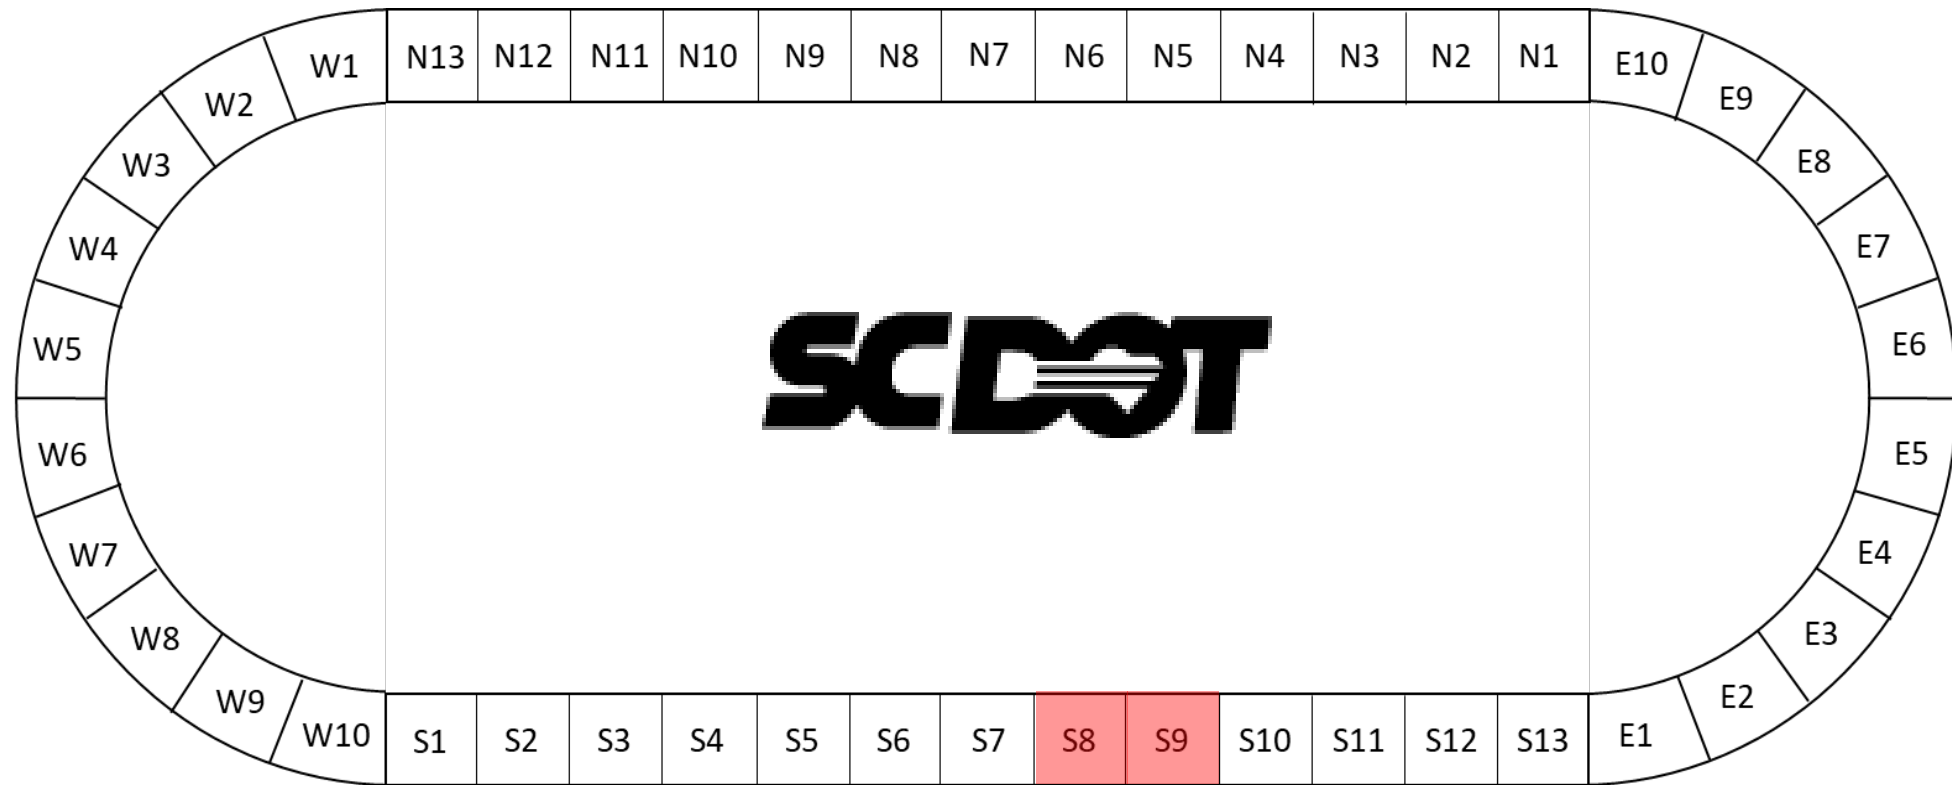 W1 N13 N12 N11 N10 N9 N8 N7 N6 N5 N4 N3 N2 N1 E10
W2 E9
W3 E8
W4 E7
W5 E6
SCDOT
W6 E5
W7 E4
W8 E3
W9 E2
W10 S1 S2 S3 S4 S5 S6 S7 S8 S9 S10 S11 S12 S13 E1